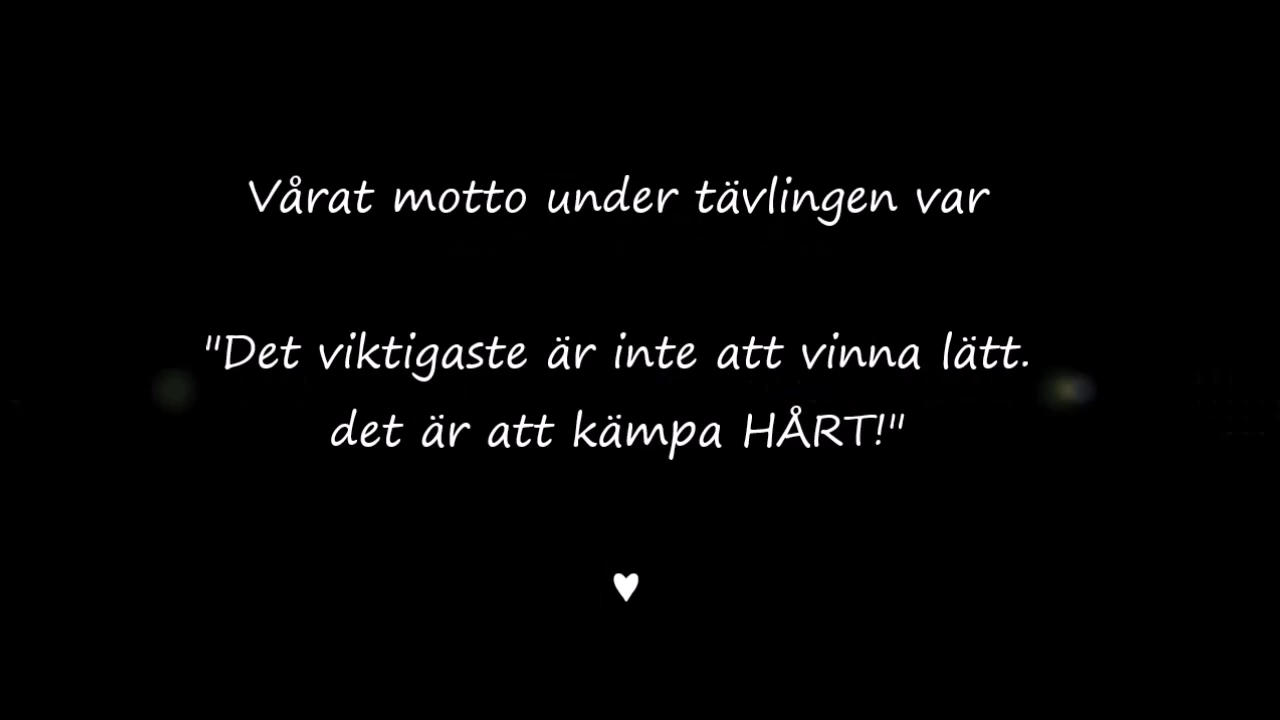 Vårat motto under tävlingen var
"Det viktigaste är inte att vinna lätt.
det är att kämpa HÅRT!"
♥